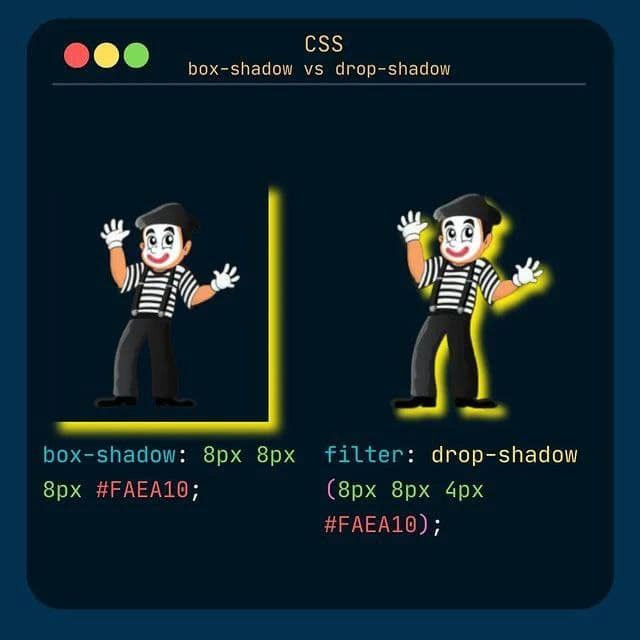 CSS
box-shadow vs drop-shadow
box-shadow: 8px 8px
8px #FAEA10;
filter: drop-shadow
(8px 8px 4px
#FAEA10);